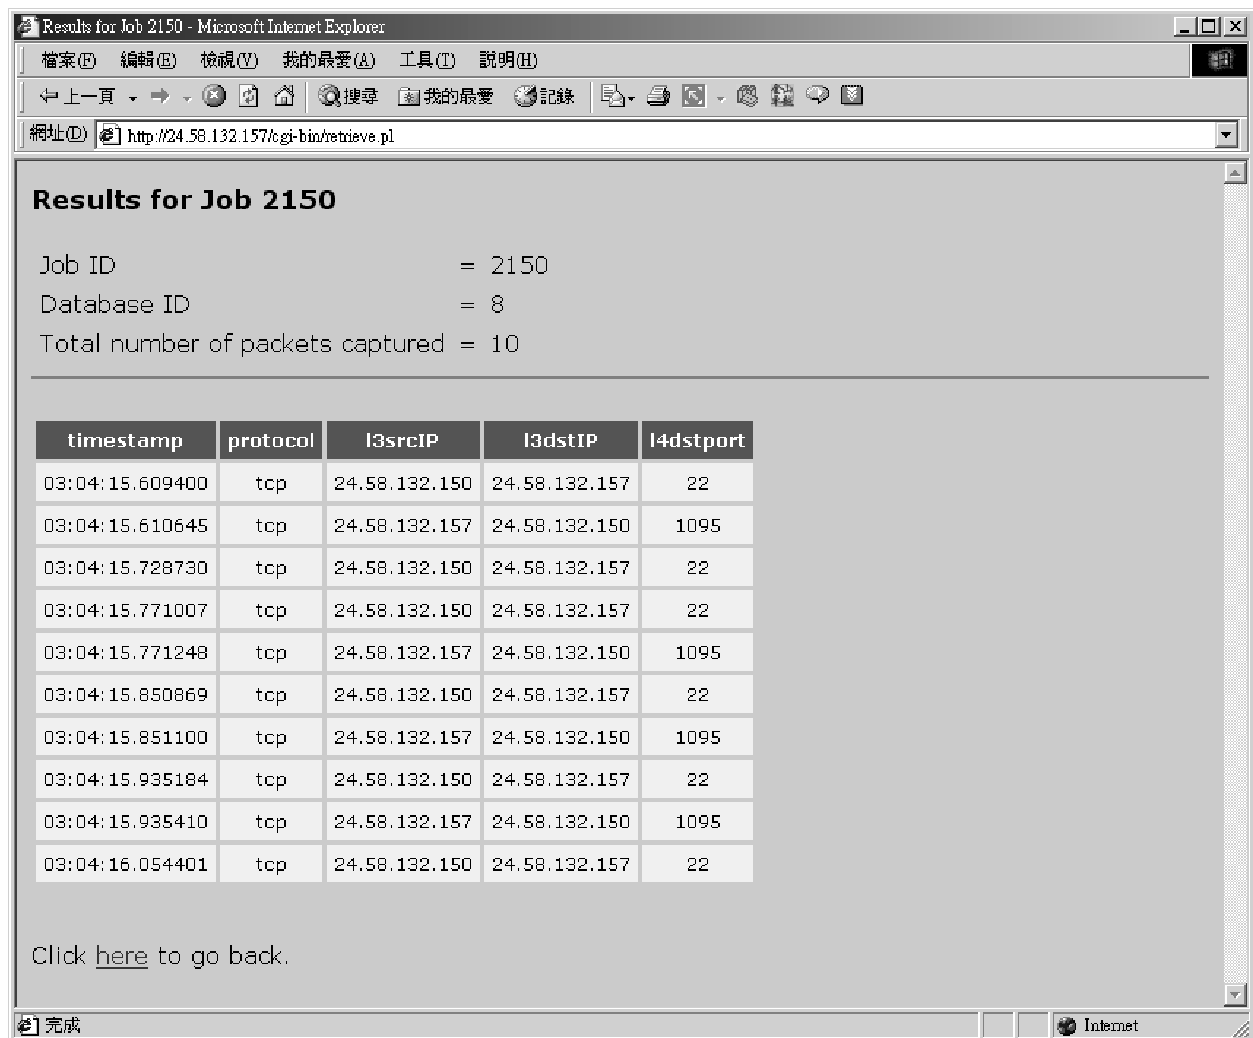 Results for Job 2150 - Microsoft Internet Explorer
檔案(F) 編輯(E) 檢視(V) 我的最愛(A) 工具(T) 說明(H)
上一頁 搜尋 我的最愛 記錄
網址(D) http://24.58.132.157/cgi-bin/retrieve.pl
Results for Job 2150
Job ID = 2150
Database ID = 8
Total number of packets captured = 10
timestamp protocol l3srcIP l3dstIP l4dstport
03:04:15.609400 tcp 24.58.132.150 24.58.132.157 22
03:04:15.610645 tcp 24.58.132.157 24.58.132.150 1095
03:04:15.728730 tcp 24.58.132.150 24.58.132.157 22
03:04:15.771007 tcp 24.58.132.150 24.58.132.157 22
03:04:15.771248 tcp 24.58.132.157 24.58.132.150 1095
03:04:15.850869 tcp 24.58.132.150 24.58.132.157 22
03:04:15.851100 tcp 24.58.132.157 24.58.132.150 1095
03:04:15.935184 tcp 24.58.132.150 24.58.132.157 22
03:04:15.935410 tcp 24.58.132.157 24.58.132.150 1095
03:04:16.054401 tcp 24.58.132.150 24.58.132.157 22
Click here to go back.
完成 Internet